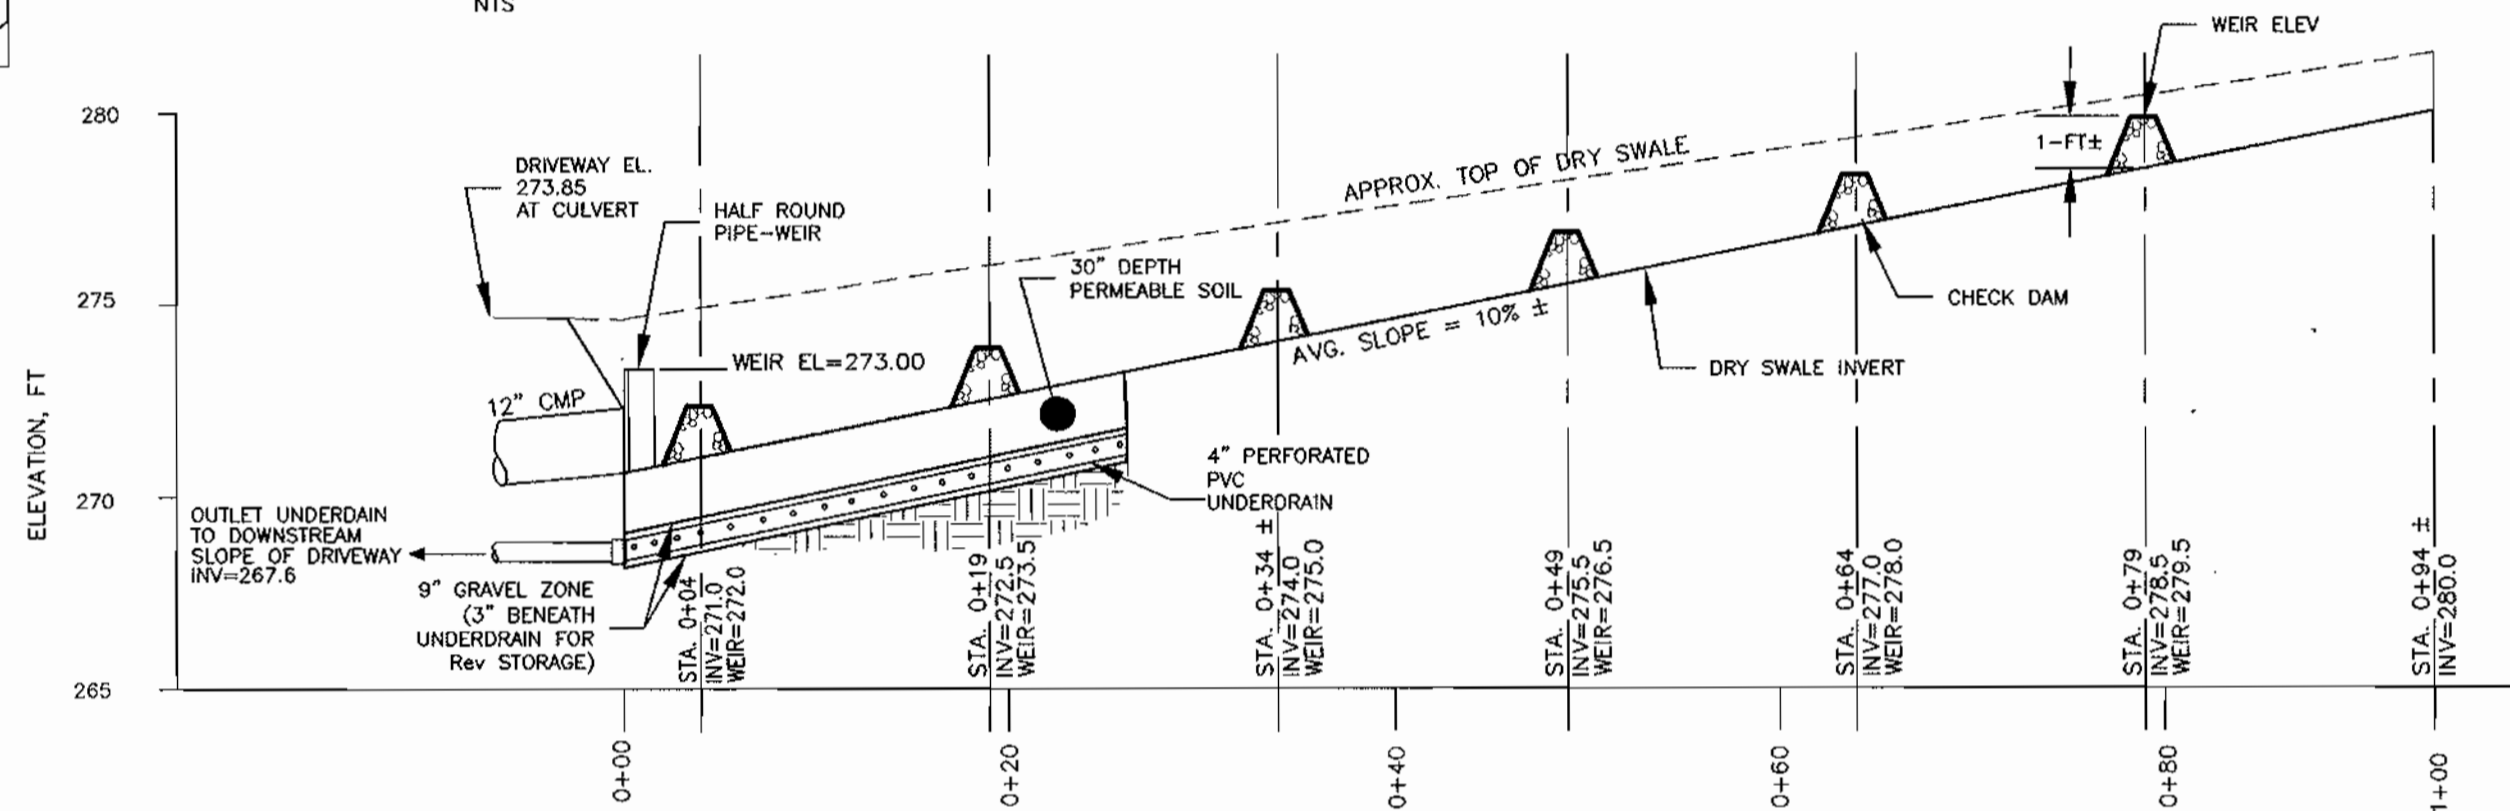 NTS
WEIR ELEV
280
DRIVEWAY EL.
273.85
AT CULVERT
HALF ROUND
PIPE-WEIR
1-FT±
APPROX. TOP OF DRY SWALE
30" DEPTH
PERMEABLE SOIL
275
CHECK DAM
AVG. SLOPE = 10% ±
WEIR EL=273.00
DRY SWALE INVERT
12" CMP
ELEVATION, FT
4" PERFORATED
PVC
UNDERDRAIN
270
OUTLET UNDERDAIN
TO DOWNSTREAM
SLOPE OF DRIVEWAY
INV=267.6
9" GRAVEL ZONE
(3" BENEATH
UNDERDRAIN FOR
Rev STORAGE)
265
STA. 0+04
INV=271.0
WEIR=272.0
STA. 0+19
INV=272.5
WEIR=273.5
STA. 0+34 ±
INV=274.0
WEIR=275.0
STA. 0+49
INV=275.5
WEIR=276.5
STA. 0+64
INV=277.0
WEIR=278.0
STA. 0+79
INV=278.5
WEIR=279.5
STA. 0+94 ±
INV=280.0
0+00
0+20
0+40
0+60
0+80
1+00